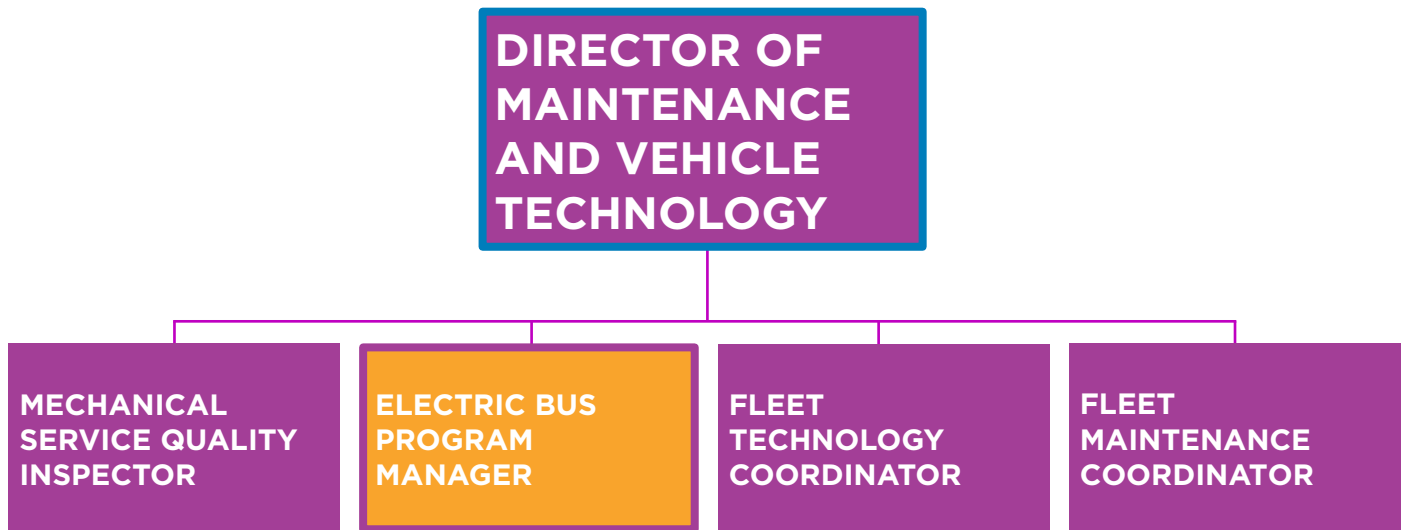 DIRECTOR OF
MAINTENANCE
AND VEHICLE
TECHNOLOGY
MECHANICAL
SERVICE QUALITY
INSPECTOR
ELECTRIC BUS
PROGRAM
MANAGER
FLEET
TECHNOLOGY
COORDINATOR
FLEET
MAINTENANCE
COORDINATOR